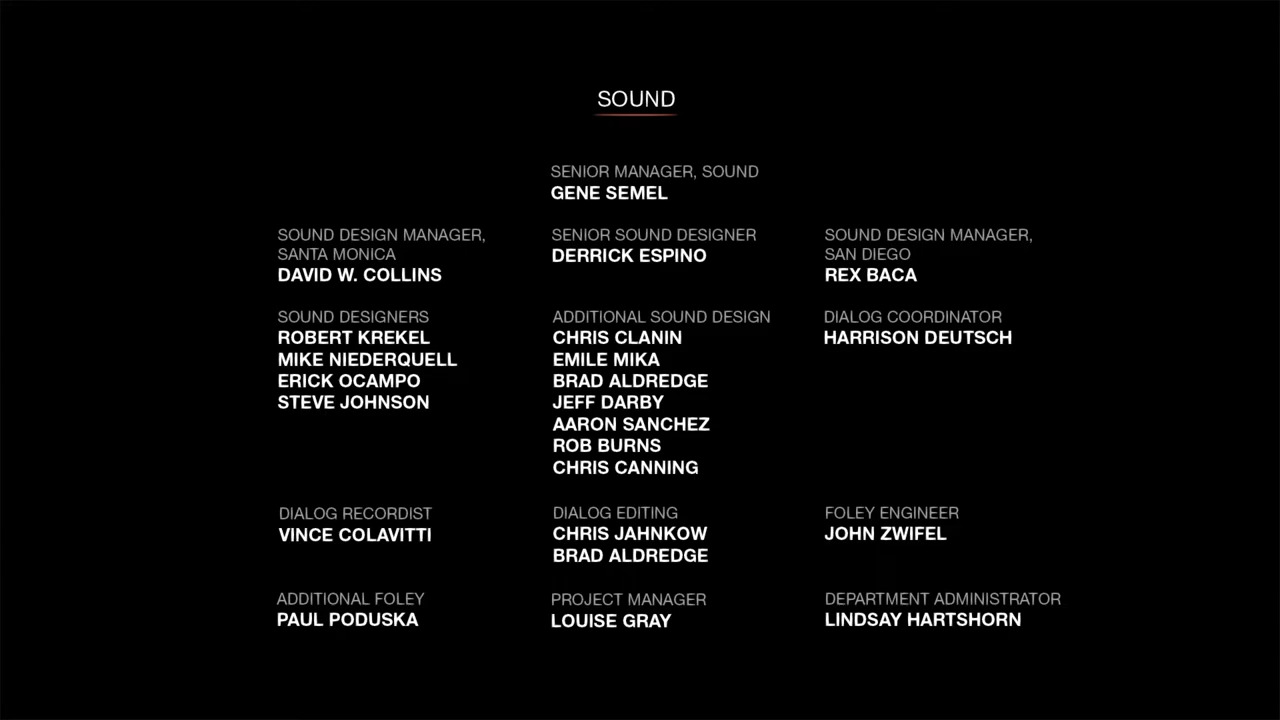 SOUND
SENIOR MANAGER, SOUND
GENE SEMEL
SOUND DESIGN MANAGER,
SANTA MONICA
DAVID W. COLLINS
SENIOR SOUND DESIGNER
DERRICK ESPINO
SOUND DESIGN MANAGER,
SAN DIEGO
REX BACA
SOUND DESIGNERS
ROBERT KREKEL
MIKE NIEDERQUELL
ERICK OCAMPO
STEVE JOHNSON
ADDITIONAL SOUND DESIGN
CHRIS CLANIN
EMILE MIKA
BRAD ALDREDGE
JEFF DARBY
AARON SANCHEZ
ROB BURNS
CHRIS CANNING
DIALOG COORDINATOR
HARRISON DEUTSCH
DIALOG RECORDIST
VINCE COLAVITTI
DIALOG EDITING
CHRIS JAHNKOW
BRAD ALDREDGE
FOLEY ENGINEER
JOHN ZWIFEL
ADDITIONAL FOLEY
PAUL PODUSKA
PROJECT MANAGER
LOUISE GRAY
DEPARTMENT ADMINISTRATOR
LINDSAY HARTSHORN